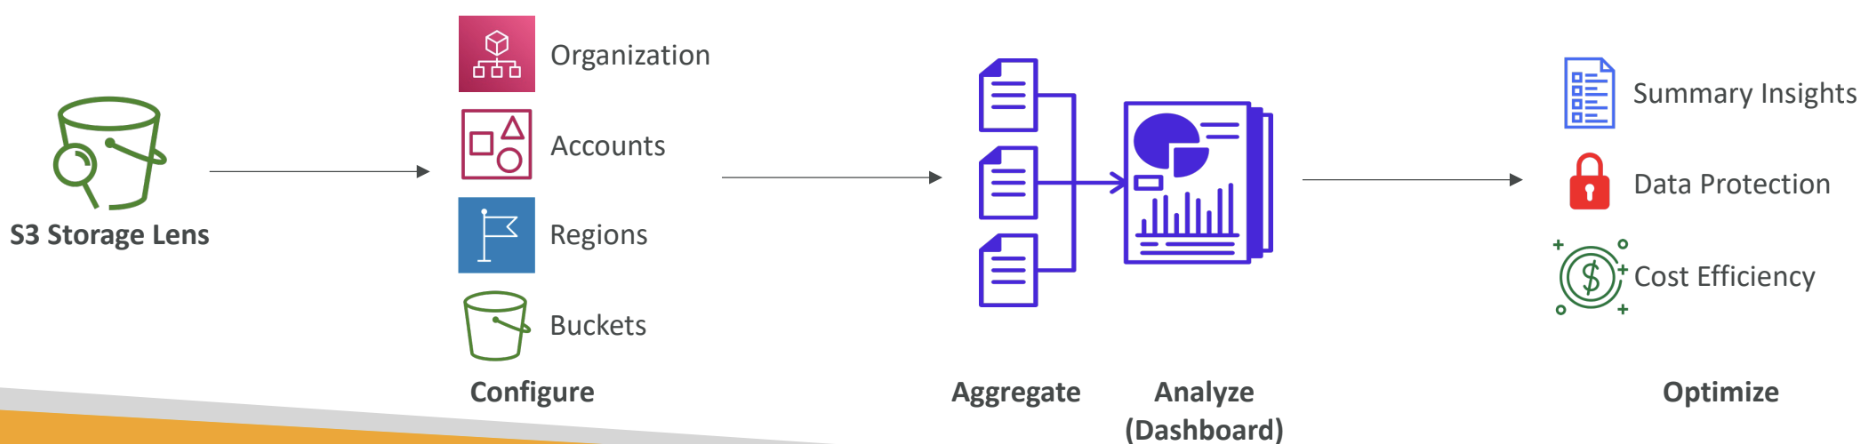 S3 Storage Lens
Organization
Accounts
Regions
Buckets
Configure
Aggregate
Analyze
(Dashboard)
Summary Insights
Data Protection
$
Cost Efficiency
Optimize